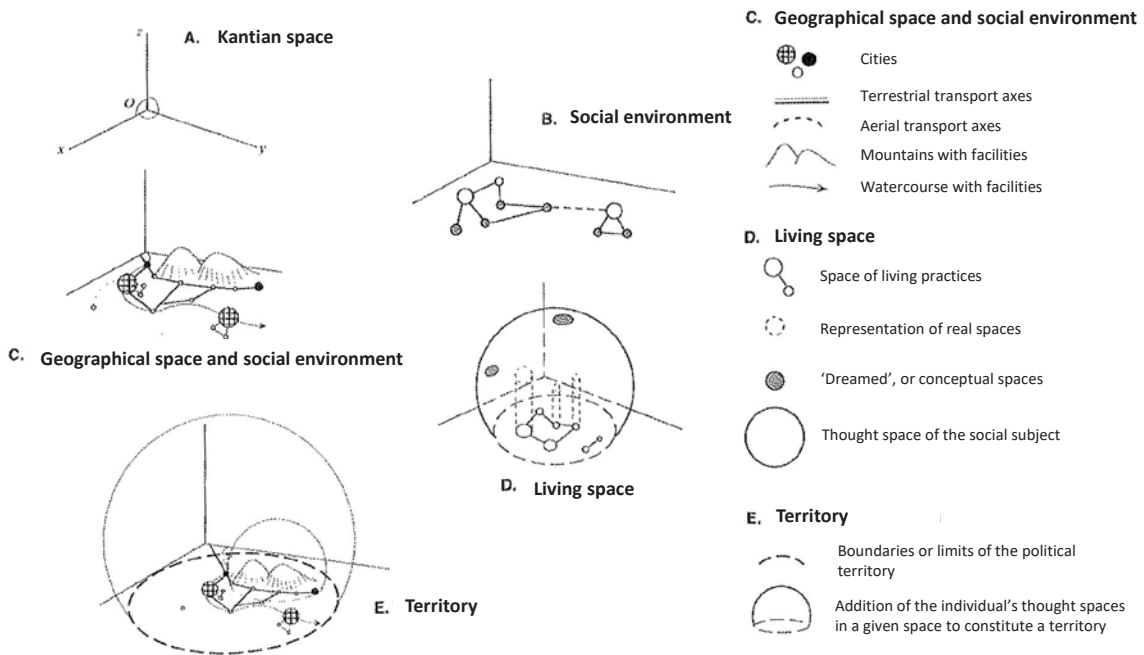 z
A. Kantian space
O
x
y
B. Social environment
C. Geographical space and social environment
D. Living space
E. Territory
C. Geographical space and social environment
Cities
Terrestrial transport axes
Aerial transport axes
Mountains with facilities
Watercourse with facilities
D. Living space
Space of living practices
Representation of real spaces
‘Dreamed’, or conceptual spaces
Thought space of the social subject
E. Territory
Boundaries or limits of the political
territory
Addition of the individual’s thought spaces
in a given space to constitute a territory